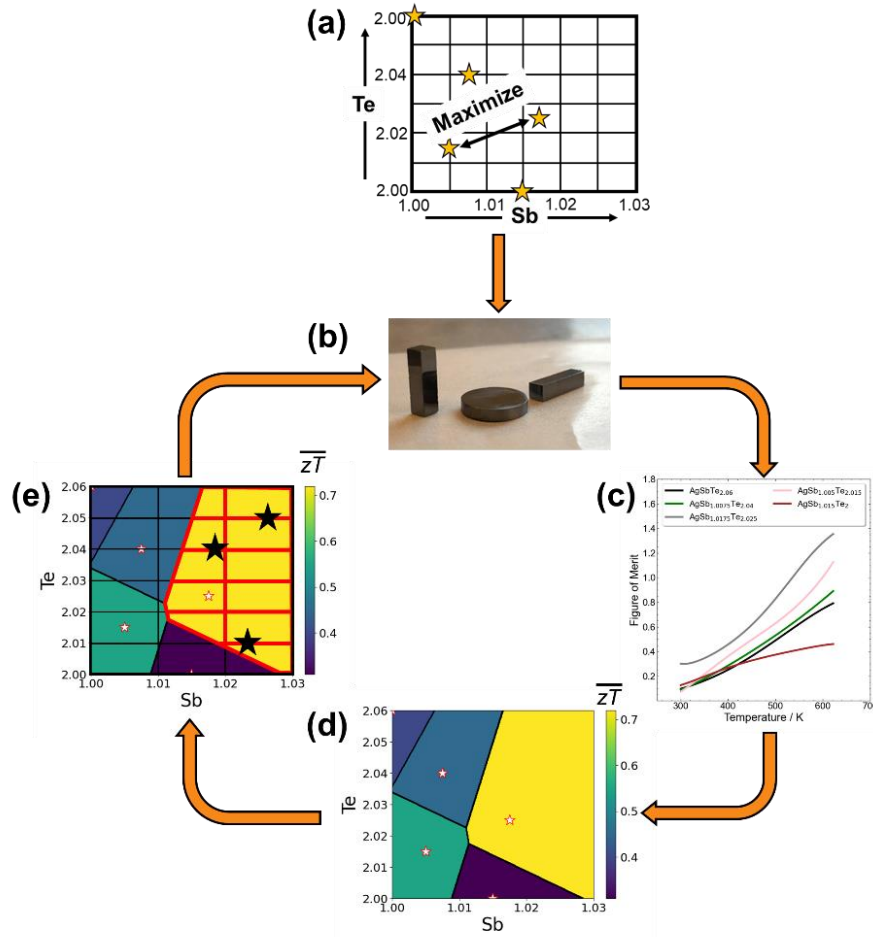 (a)
2.00
2.04
Te
Maximize
2.02
2.00
1.00 1.01 1.02 1.03
Sb
(b)
(e)
zT
2.06
2.05
2.04
Te
2.03
2.02
2.01
2.00
1.00 1.01 1.02 1.03
Sb
0.7
0.6
0.5
0.4
(c)
1.8
1.6
1.4
1.2
1.0
0.8
0.6
0.4
0.2
Figure of Merit
AgSbTe2.06
AgSb1.0075Te2.04
AgSb1.0175Te2.025
AgSb1.005Te2.015
AgSb1.015Te2
300 400 500 600 70
Temperature / K
(d)
zT
2.06
2.05
2.04
Te
2.03
2.02
2.01
2.00
1.00 1.01 1.02 1.03
Sb
0.7
0.6
0.5
0.4